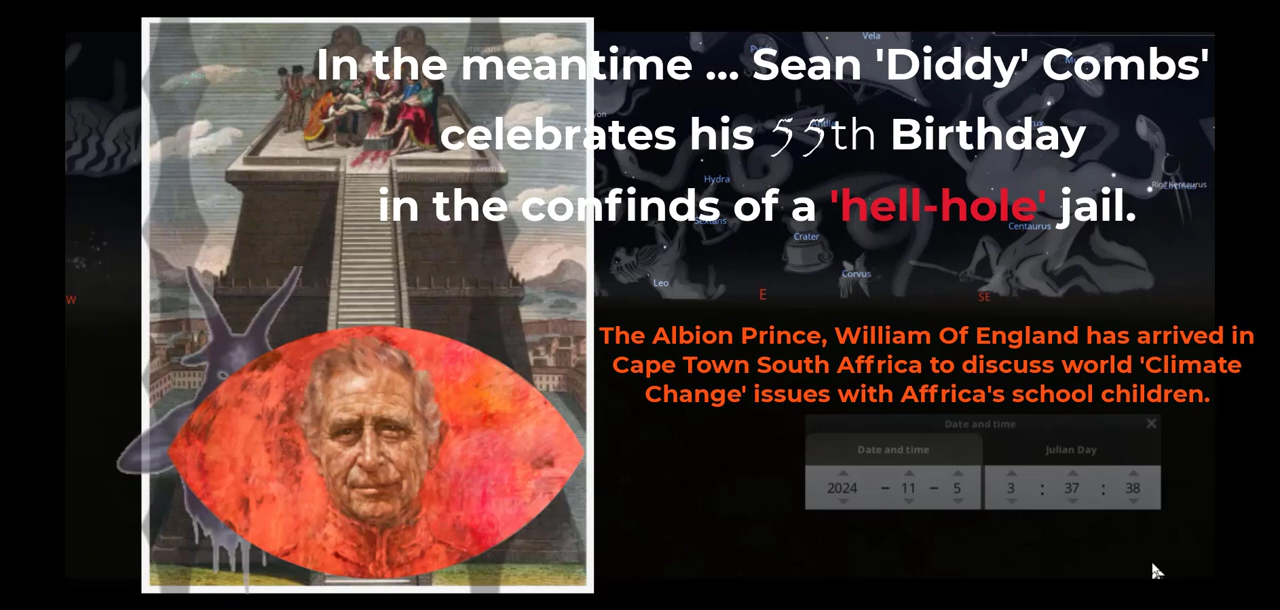 In the meantime ... Sean 'Diddy' Combs'
celebrates his 55th Birthday
in the confinds of a 'hell-hole' jail.
Vela
Hydra
Crater
Centaurus
Corvus
Leo
W
E
SE
The Albion Prince, William Of England has arrived in
Cape Town South Affrica to discuss world 'Climate
Change' issues with Affrica's school children.
Date and time
Date and time
Julian Day
2024 - 11 - 5 3 : 37 : 38